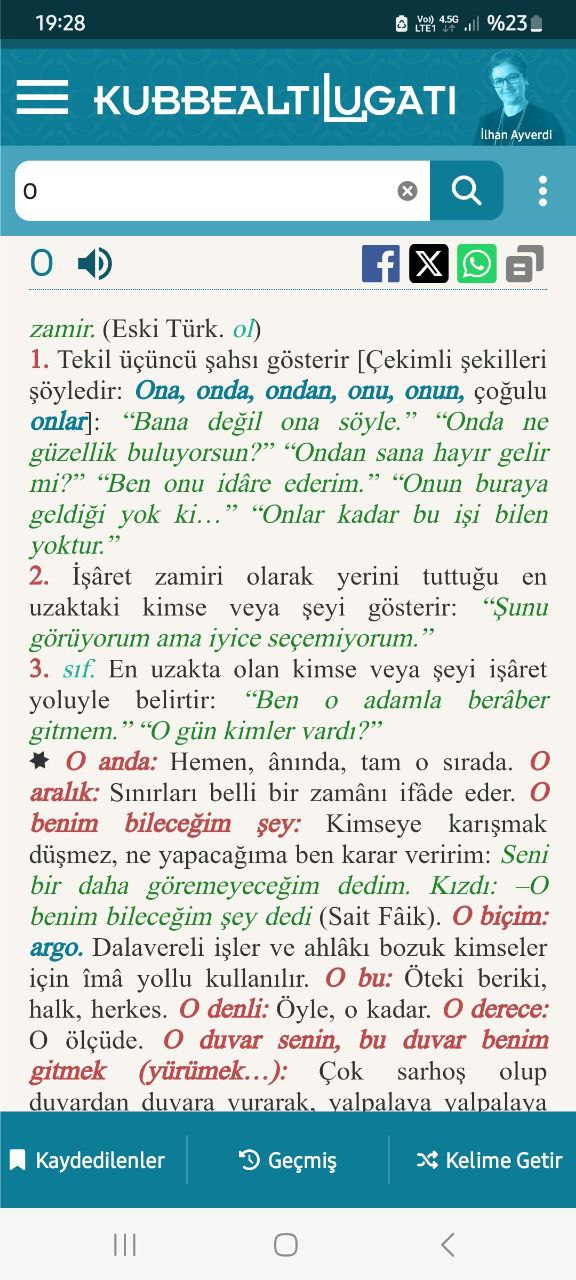 19:28
Vo)) LTE1 4.5G %23
KUBBEALTI LUGATI
İlhan Ayverdi
O
O
zamir. (Eski Türk. ol)
1. Tekil üçüncü şahsı gösterir [Çekimli şekilleri
şöyledir: Ona, onda, ondan, onu, onun, çoğulu
onlar]: “Bana değil ona söyle.” “Onda ne
güzellik buluyorsun?” “Ondan sana hayır gelir
mi?” “Ben onu idâre ederim.” “Onun buraya
geldiği yok ki…” “Onlar kadar bu işi bilen
yoktur.”
2. İşâret zamiri olarak yerini tuttuğu en
uzaktaki kimse veya şeyi gösterir: “Şunu
görüyorum ama iyice seçemiyorum.”
3. sıf. En uzakta olan kimse veya şeyi işâret
yoluyle belirtir: “Ben o adamla berâber
gitmem.” “O gün kimler vardı?”
✷ O anda: Hemen, ânında, tam o sırada. O
aralık: Sınırları belli bir zamânı ifâde eder. O
benim bileceğim şey: Kimseye karışmak
düşmez, ne yapacağıma ben karar veririm: Seni
bir daha göremeyeceğim dedim. Kızdı: –O
benim bileceğim şey dedi (Sait Fâik). O biçim:
argo. Dalavereli işler ve ahlâkı bozuk kimseler
için îmâ yollu kullanılır. O bu: Öteki beriki,
halk, herkes. O denli: Öyle, o kadar. O derece:
O ölçüde. O duvar senin, bu duvar benim
gitmek (yürümek…): Çok sarhoş olup
duvardan duvara vurarak, yalpalaya yalpalaya
Kaydedilenler Geçmiş Kelime Getir